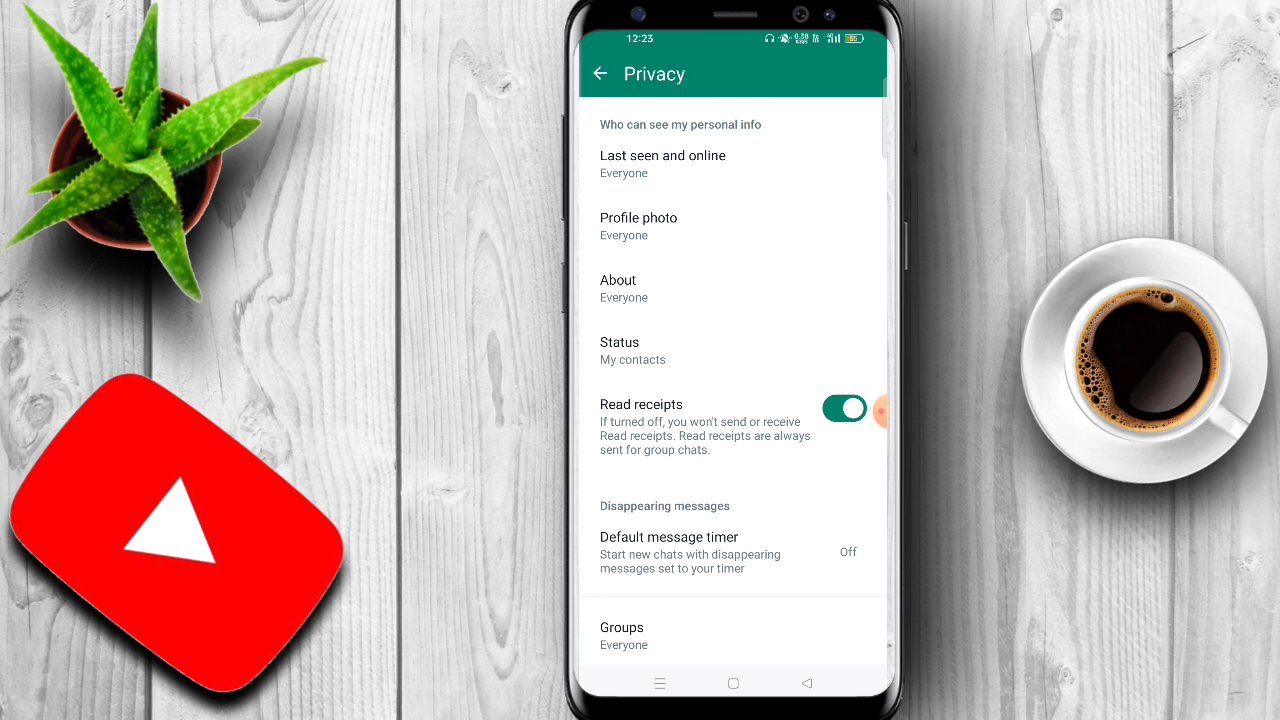 12:23
Privacy
Who can see my personal info
Last seen and online
Everyone
Profile photo
Everyone
About
Everyone
Status
My contacts
Read receipts
If turned off, you won't send or receive
Read receipts. Read receipts are always
sent for group chats.
Disappearing messages
Default message timer
Start new chats with disappearing
messages set to your timer
Off
Groups
Everyone